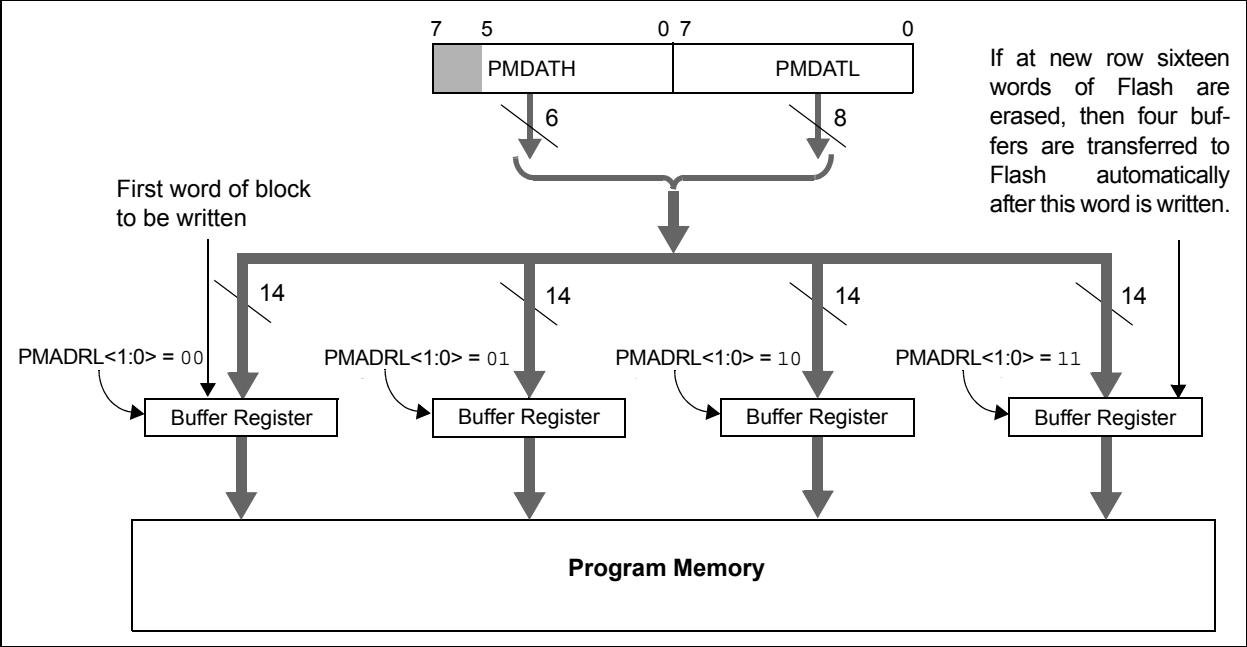 7 5 0 7 0
PMDATH PMDATL
6 8
If at new row sixteen
words of Flash are
erased, then four buf-
fers are transferred to
Flash automatically
after this word is written.
First word of block
to be written
14 14 14 14
PMADRL<1:0> = 00 PMADRL<1:0> = 01 PMADRL<1:0> = 10 PMADRL<1:0> = 11
Buffer Register Buffer Register Buffer Register Buffer Register
Program Memory